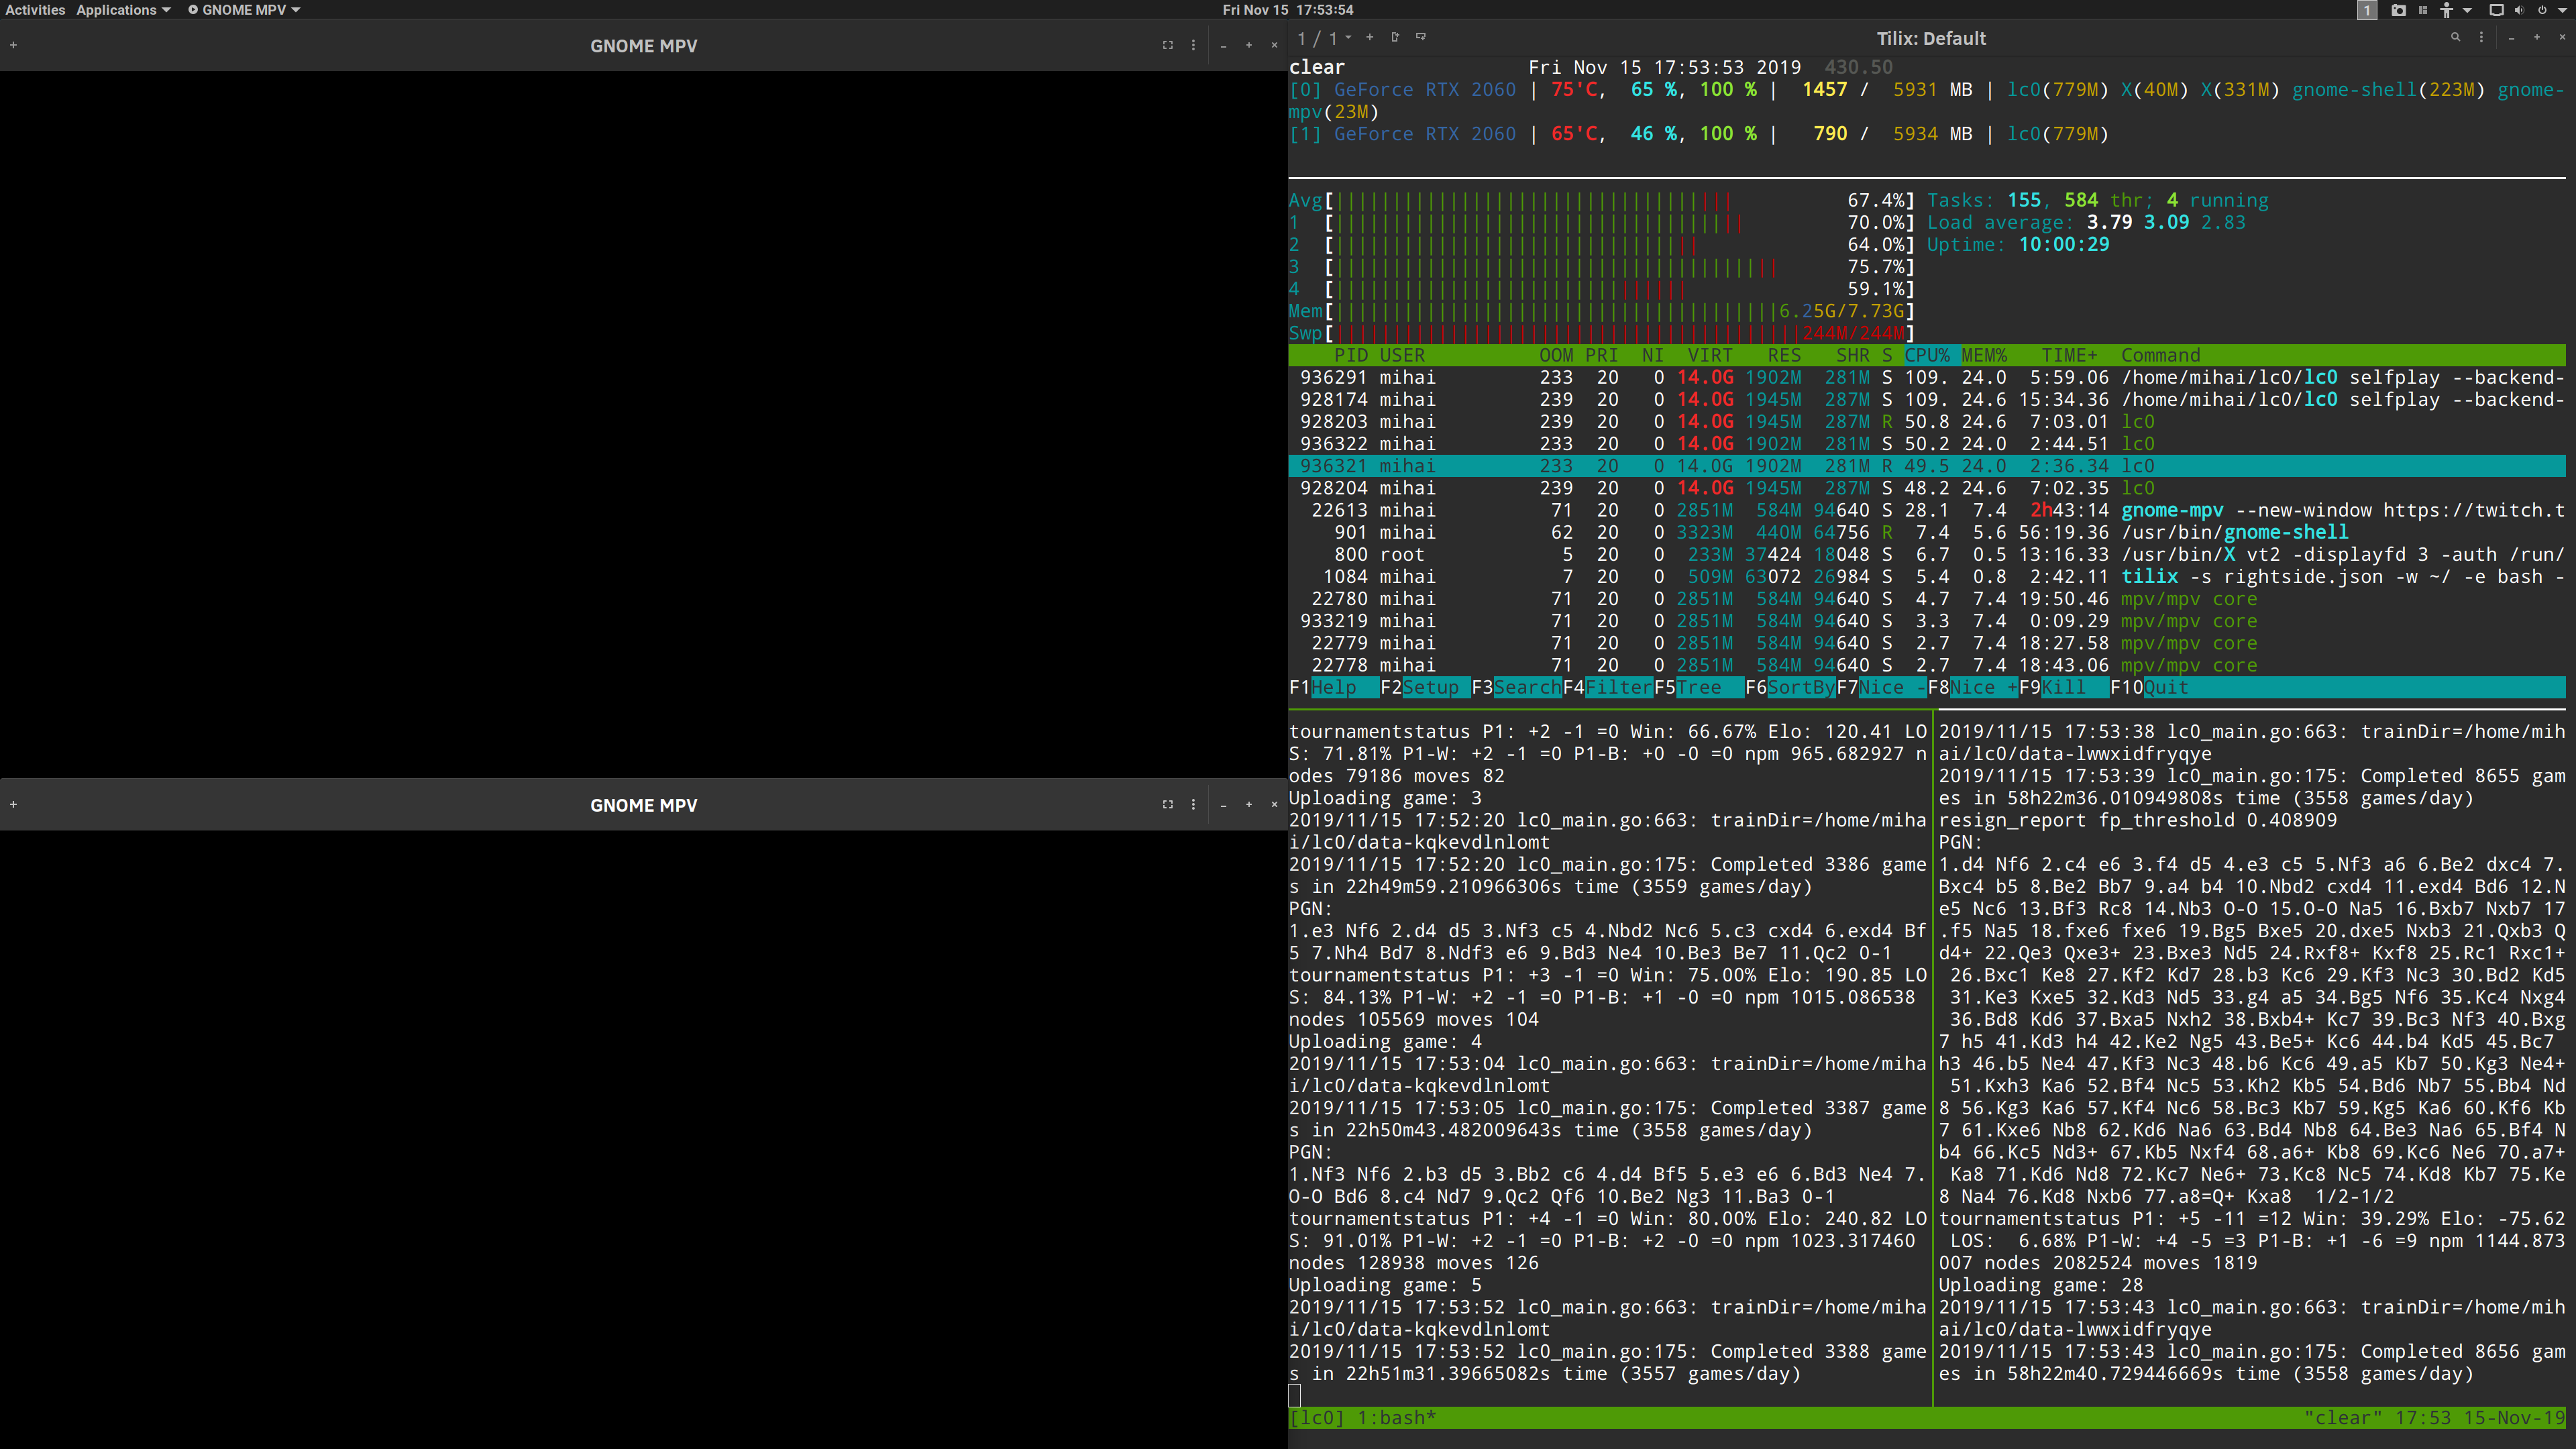 Activities Applications GNOME MPV Fri Nov 15 17:53:54 1
GNOME MPV
GNOME MPV
1 / 1 Tilix: Default
clear Fri Nov 15 17:53:53 2019 430.50
[0] GeForce RTX 2060 | 75'C, 65 %, 100 % | 1457 / 5931 MB | lc0(779M) X(40M) X(331M) gnome-shell(223M) gnome-
mpv(23M)
[1] GeForce RTX 2060 | 65'C, 46 %, 100 % | 790 / 5934 MB | lc0(779M)
Avg[ 67.4%] Tasks: 155, 584 thr; 4 running
1 [ 70.0%] Load average: 3.79 3.09 2.83
2 [ 64.0%] Uptime: 10:00:29
3 [ 75.7%]
4 [ 59.1%]
Mem[ 6.25G/7.73G]
Swp[ 244M/244M]
PID USER OOM PRI NI VIRT RES SHR S CPU% MEM% TIME+ Command
936291 mihai 233 20 0 14.0G 1902M 281M S 109. 24.0 5:59.06 /home/mihai/lc0/lc0 selfplay --backend-
928174 mihai 239 20 0 14.0G 1945M 287M S 109. 24.6 15:34.36 /home/mihai/lc0/lc0 selfplay --backend-
928203 mihai 239 20 0 14.0G 1945M 287M R 50.8 24.6 7:03.01 lc0
936322 mihai 233 20 0 14.0G 1902M 281M S 50.2 24.0 2:44.51 lc0
936321 mihai 233 20 0 14.0G 1902M 281M R 49.5 24.0 2:36.34 lc0
928204 mihai 239 20 0 14.0G 1945M 287M S 48.2 24.6 7:02.35 lc0
22613 mihai 71 20 0 2851M 584M 94640 S 28.1 7.4 2h43:14 gnome-mpv --new-window https://twitch.t
901 mihai 62 20 0 3323M 440M 64756 R 7.4 5.6 56:19.36 /usr/bin/gnome-shell
800 root 5 20 0 233M 37424 18048 S 6.7 0.5 13:16.33 /usr/bin/X vt2 -displayfd 3 -auth /run/
1084 mihai 7 20 0 509M 63072 26984 S 5.4 0.8 2:42.11 tilix -s rightside.json -w ~/ -e bash -
22780 mihai 71 20 0 2851M 584M 94640 S 4.7 7.4 19:50.46 mpv/mpv core
933219 mihai 71 20 0 2851M 584M 94640 S 3.3 7.4 0:09.29 mpv/mpv core
22779 mihai 71 20 0 2851M 584M 94640 S 2.7 7.4 18:27.58 mpv/mpv core
22778 mihai 71 20 0 2851M 584M 94640 S 2.7 7.4 18:43.06 mpv/mpv core
F1Help F2Setup F3SearchF4FilterF5Tree F6SortByF7Nice -F8Nice +F9Kill F10Quit
tournamentstatus P1: +2 -1 =0 Win: 66.67% Elo: 120.41 LO
S: 71.81% P1-W: +2 -1 =0 P1-B: +0 -0 =0 npm 965.682927 n
odes 79186 moves 82
Uploading game: 3
2019/11/15 17:52:20 lc0_main.go:663: trainDir=/home/miha
i/lc0/data-kqkevdlnlomt
2019/11/15 17:52:20 lc0_main.go:175: Completed 3386 game
s in 22h49m59.210966306s time (3559 games/day)
PGN:
1.e3 Nf6 2.d4 d5 3.Nf3 c5 4.Nbd2 Nc6 5.c3 cxd4 6.exd4 Bf
5 7.Nh4 Bd7 8.Ndf3 e6 9.Bd3 Ne4 10.Be3 Be7 11.Qc2 0-1
tournamentstatus P1: +3 -1 =0 Win: 75.00% Elo: 190.85 LO
S: 84.13% P1-W: +2 -1 =0 P1-B: +1 -0 =0 npm 1015.086538
nodes 105569 moves 104
Uploading game: 4
2019/11/15 17:53:04 lc0_main.go:663: trainDir=/home/miha
i/lc0/data-kqkevdlnlomt
2019/11/15 17:53:05 lc0_main.go:175: Completed 3387 game
s in 22h50m43.482009643s time (3558 games/day)
PGN:
1.Nf3 Nf6 2.b3 d5 3.Bb2 c6 4.d4 Bf5 5.e3 e6 6.Bd3 Ne4 7.
O-O Bd6 8.c4 Nd7 9.Qc2 Qf6 10.Be2 Ng3 11.Ba3 0-1
tournamentstatus P1: +4 -1 =0 Win: 80.00% Elo: 240.82 LO
S: 91.01% P1-W: +2 -1 =0 P1-B: +2 -0 =0 npm 1023.317460
nodes 128938 moves 126
Uploading game: 5
2019/11/15 17:53:52 lc0_main.go:663: trainDir=/home/miha
i/lc0/data-kqkevdlnlomt
2019/11/15 17:53:52 lc0_main.go:175: Completed 3388 game
s in 22h51m31.39665082s time (3557 games/day)
2019/11/15 17:53:38 lc0_main.go:663: trainDir=/home/mih
ai/lc0/data-lwwxidfryqye
2019/11/15 17:53:39 lc0_main.go:175: Completed 8655 gam
es in 58h22m36.010949808s time (3558 games/day)
resign_report fp_threshold 0.408909
PGN:
1.d4 Nf6 2.c4 e6 3.f4 d5 4.e3 c5 5.Nf3 a6 6.Be2 dxc4 7.
Bxc4 b5 8.Be2 Bb7 9.a4 b4 10.Nbd2 cxd4 11.exd4 Bd6 12.N
e5 Nc6 13.Bf3 Rc8 14.Nb3 O-O 15.O-O Na5 16.Bxb7 Nxb7 17
.f5 Na5 18.fxe6 fxe6 19.Bg5 Bxe5 20.dxe5 Nxb3 21.Qxb3 Q
d4+ 22.Qe3 Qxe3+ 23.Bxe3 Nd5 24.Rxf8+ Kxf8 25.Rc1 Rxc1+
26.Bxc1 Ke8 27.Kf2 Kd7 28.b3 Kc6 29.Kf3 Nc3 30.Bd2 Kd5
31.Ke3 Kxe5 32.Kd3 Nd5 33.g4 a5 34.Bg5 Nf6 35.Kc4 Nxg4
36.Bd8 Kd6 37.Bxa5 Nxh2 38.Bxb4+ Kc7 39.Bc3 Nf3 40.Bxg
7 h5 41.Kd3 h4 42.Ke2 Ng5 43.Be5+ Kc6 44.b4 Kd5 45.Bc7
h3 46.b5 Ne4 47.Kf3 Nc3 48.b6 Kc6 49.a5 Kb7 50.Kg3 Ne4+
51.Kxh3 Ka6 52.Bf4 Nc5 53.Kh2 Kb5 54.Bd6 Nb7 55.Bb4 Nd
8 56.Kg3 Ka6 57.Kf4 Nc6 58.Bc3 Kb7 59.Kg5 Ka6 60.Kf6 Kb
7 61.Kxe6 Nb8 62.Kd6 Na6 63.Bd4 Nb8 64.Be3 Na6 65.Bf4 N
b4 66.Kc5 Nd3+ 67.Kb5 Nxf4 68.a6+ Kb8 69.Kc6 Ne6 70.a7+
Ka8 71.Kd6 Nd8 72.Kc7 Ne6+ 73.Kc8 Nc5 74.Kd8 Kb7 75.Ke
8 Na4 76.Kd8 Nxb6 77.a8=Q+ Kxa8 1/2-1/2
tournamentstatus P1: +5 -11 =12 Win: 39.29% Elo: -75.62
LOS: 6.68% P1-W: +4 -5 =3 P1-B: +1 -6 =9 npm 1144.873
007 nodes 2082524 moves 1819
Uploading game: 28
2019/11/15 17:53:43 lc0_main.go:663: trainDir=/home/mih
ai/lc0/data-lwwxidfryqye
2019/11/15 17:53:43 lc0_main.go:175: Completed 8656 gam
es in 58h22m40.729446669s time (3558 games/day)
[lc0] 1:bash* "clear" 17:53 15-Nov-19